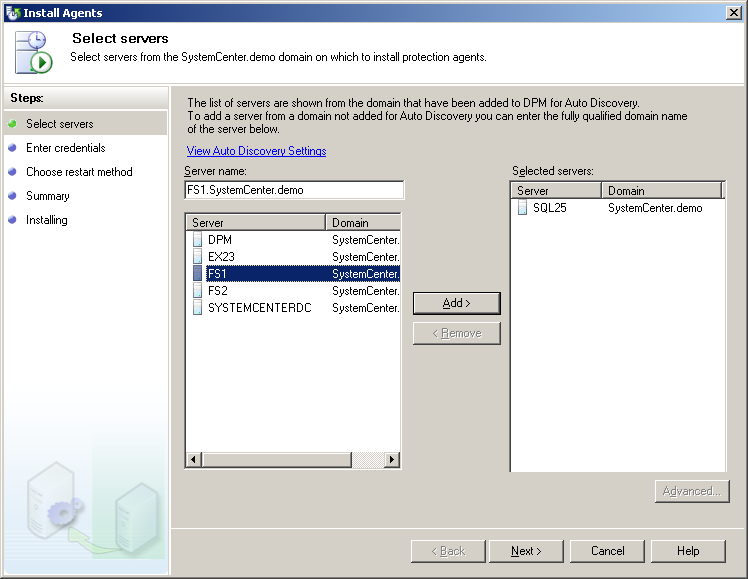 Install Agents
Select servers
Select servers from the SystemCenter.demo domain on which to install protection agents.
Steps:
Select servers
Enter credentials
Choose restart method
Summary
Installing
The list of servers are shown from the domain that have been added to DPM for Auto Discovery.
To add a server from a domain not added for Auto Discovery you can enter the fully qualified domain name
of the server below.
View Auto Discovery Settings
Server name:
FS1.SystemCenter.demo
Server Domain
DPM SystemCenter.
EX23 SystemCenter.
FS1 SystemCenter.
FS2 SystemCenter.
SYSTEMCENTERDC SystemCenter.
Add >
< Remove
Selected servers:
Server Domain
SQL25 SystemCenter.demo
Advanced...
< Back Next > Cancel Help